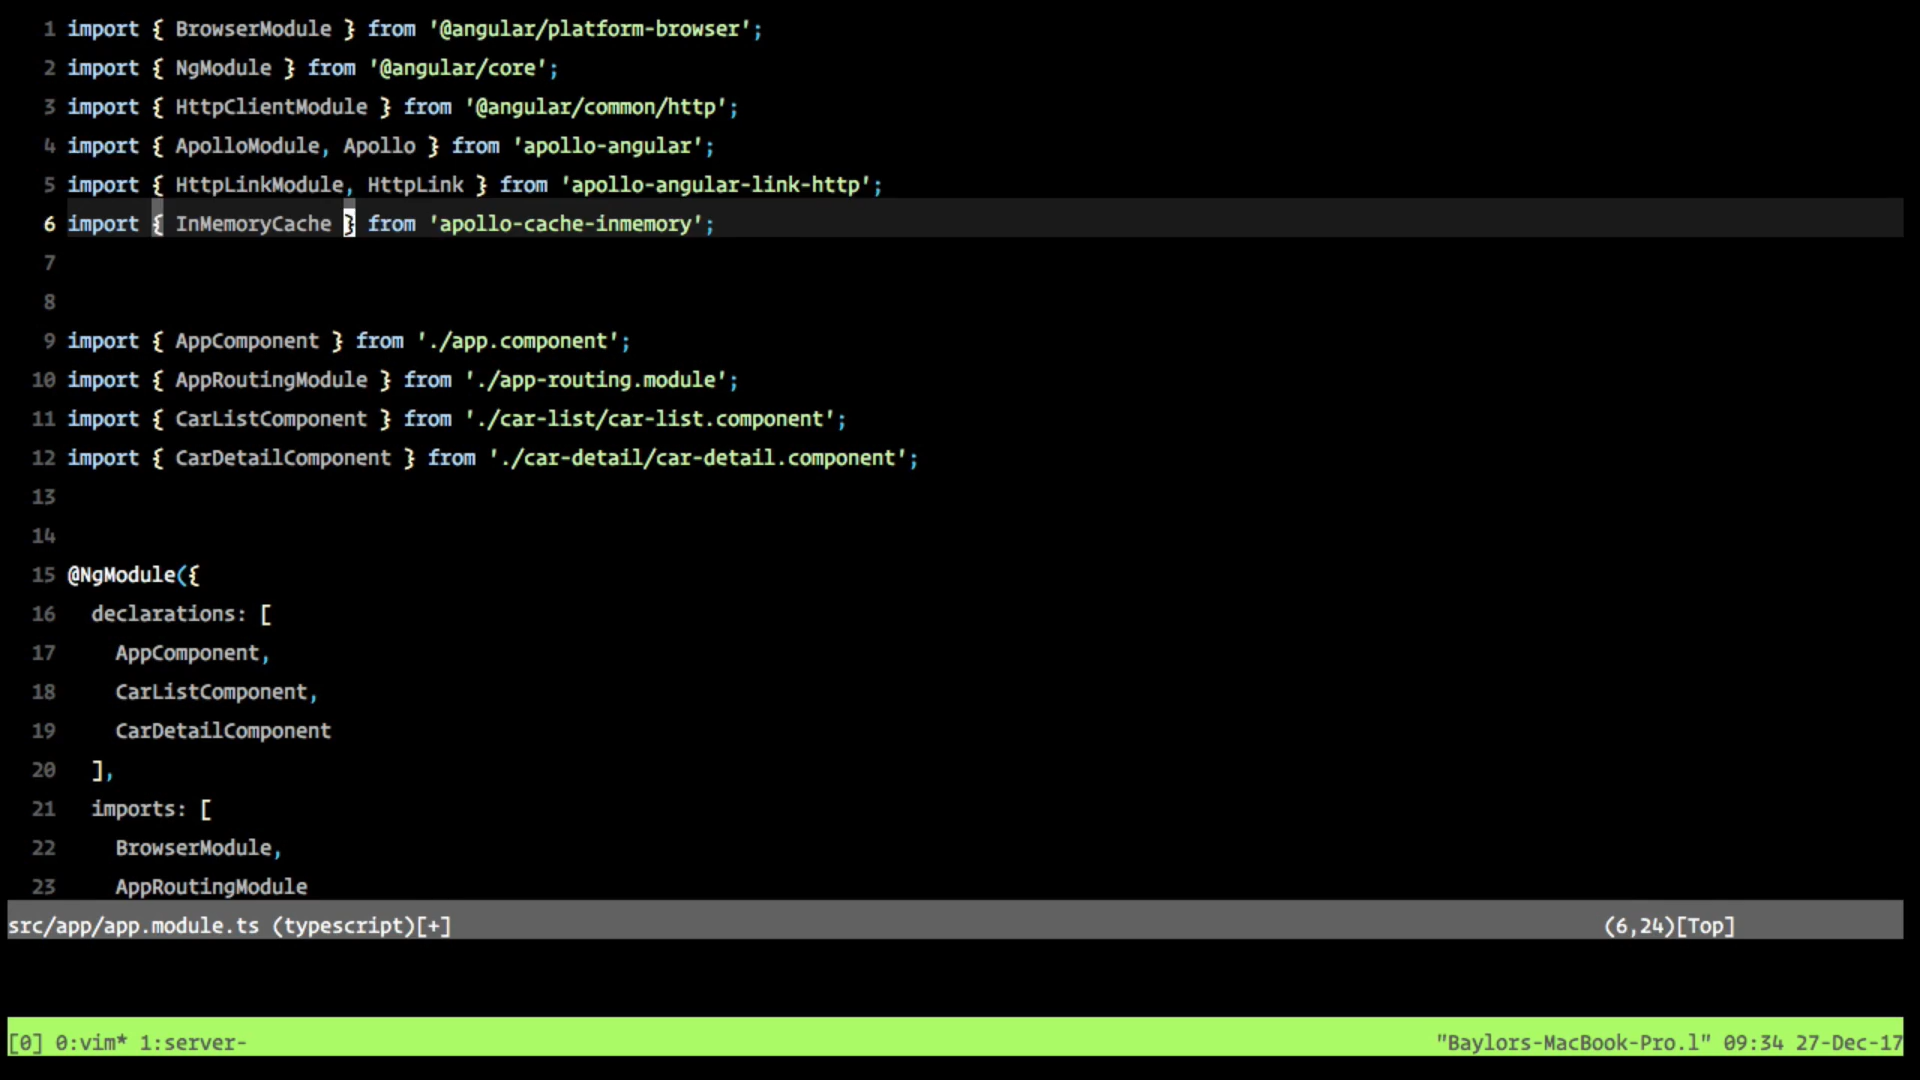 1 import { BrowserModule } from '@angular/platform-browser';
2 import { NgModule } from '@angular/core';
3 import { HttpClientModule } from '@angular/common/http';
4 import { ApolloModule, Apollo } from 'apollo-angular';
5 import { HttpLinkModule, HttpLink } from 'apollo-angular-link-http';
6 import { InMemoryCache } from 'apollo-cache-inmemory';
7
8
9 import { AppComponent } from './app.component';
10 import { AppRoutingModule } from './app-routing.module';
11 import { CarListComponent } from './car-list/car-list.component';
12 import { CarDetailComponent } from './car-detail/car-detail.component';
13
14
15 @NgModule({
16   declarations: [
17     AppComponent,
18     CarListComponent,
19     CarDetailComponent
20   ],
21   imports: [
22     BrowserModule,
23     AppRoutingModule
src/app/app.module.ts (typescript)[+] (6,24)[Top]
[0] 0:vim* 1:server- "Baylors-MacBook-Pro.l" 09:34 27-Dec-17